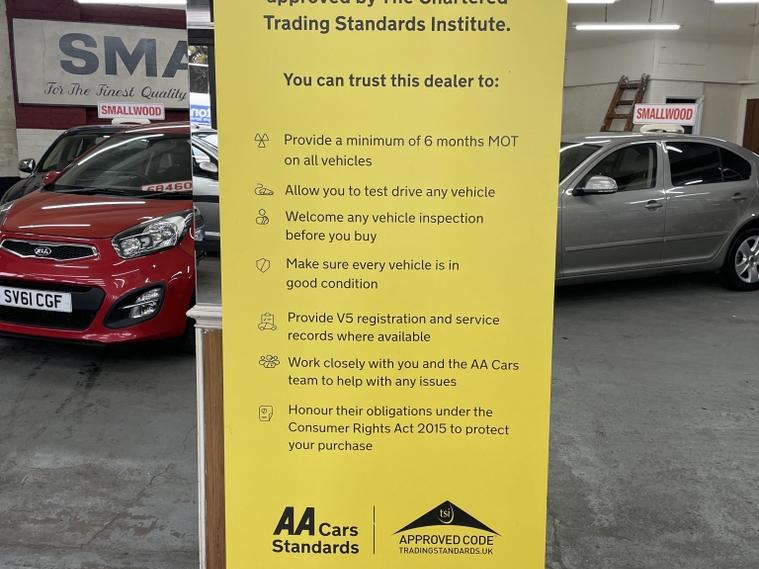 approved by The Chartered
Trading Standards Institute.
You can trust this dealer to:
Provide a minimum of 6 months MOT
on all vehicles
Allow you to test drive any vehicle
Welcome any vehicle inspection
before you buy
Make sure every vehicle is in
good condition
Provide V5 registration and service
records where available
Work closely with you and the AA Cars
team to help with any issues
Honour their obligations under the
Consumer Rights Act 2015 to protect
your purchase
AA Cars
Standards
tsi
APPROVED CODE
TRADINGSTANDARDS.UK
SMA
For The Finest Quality
SMALLWOOD
68460
KIA
SV61 CGF
SMALLWOOD